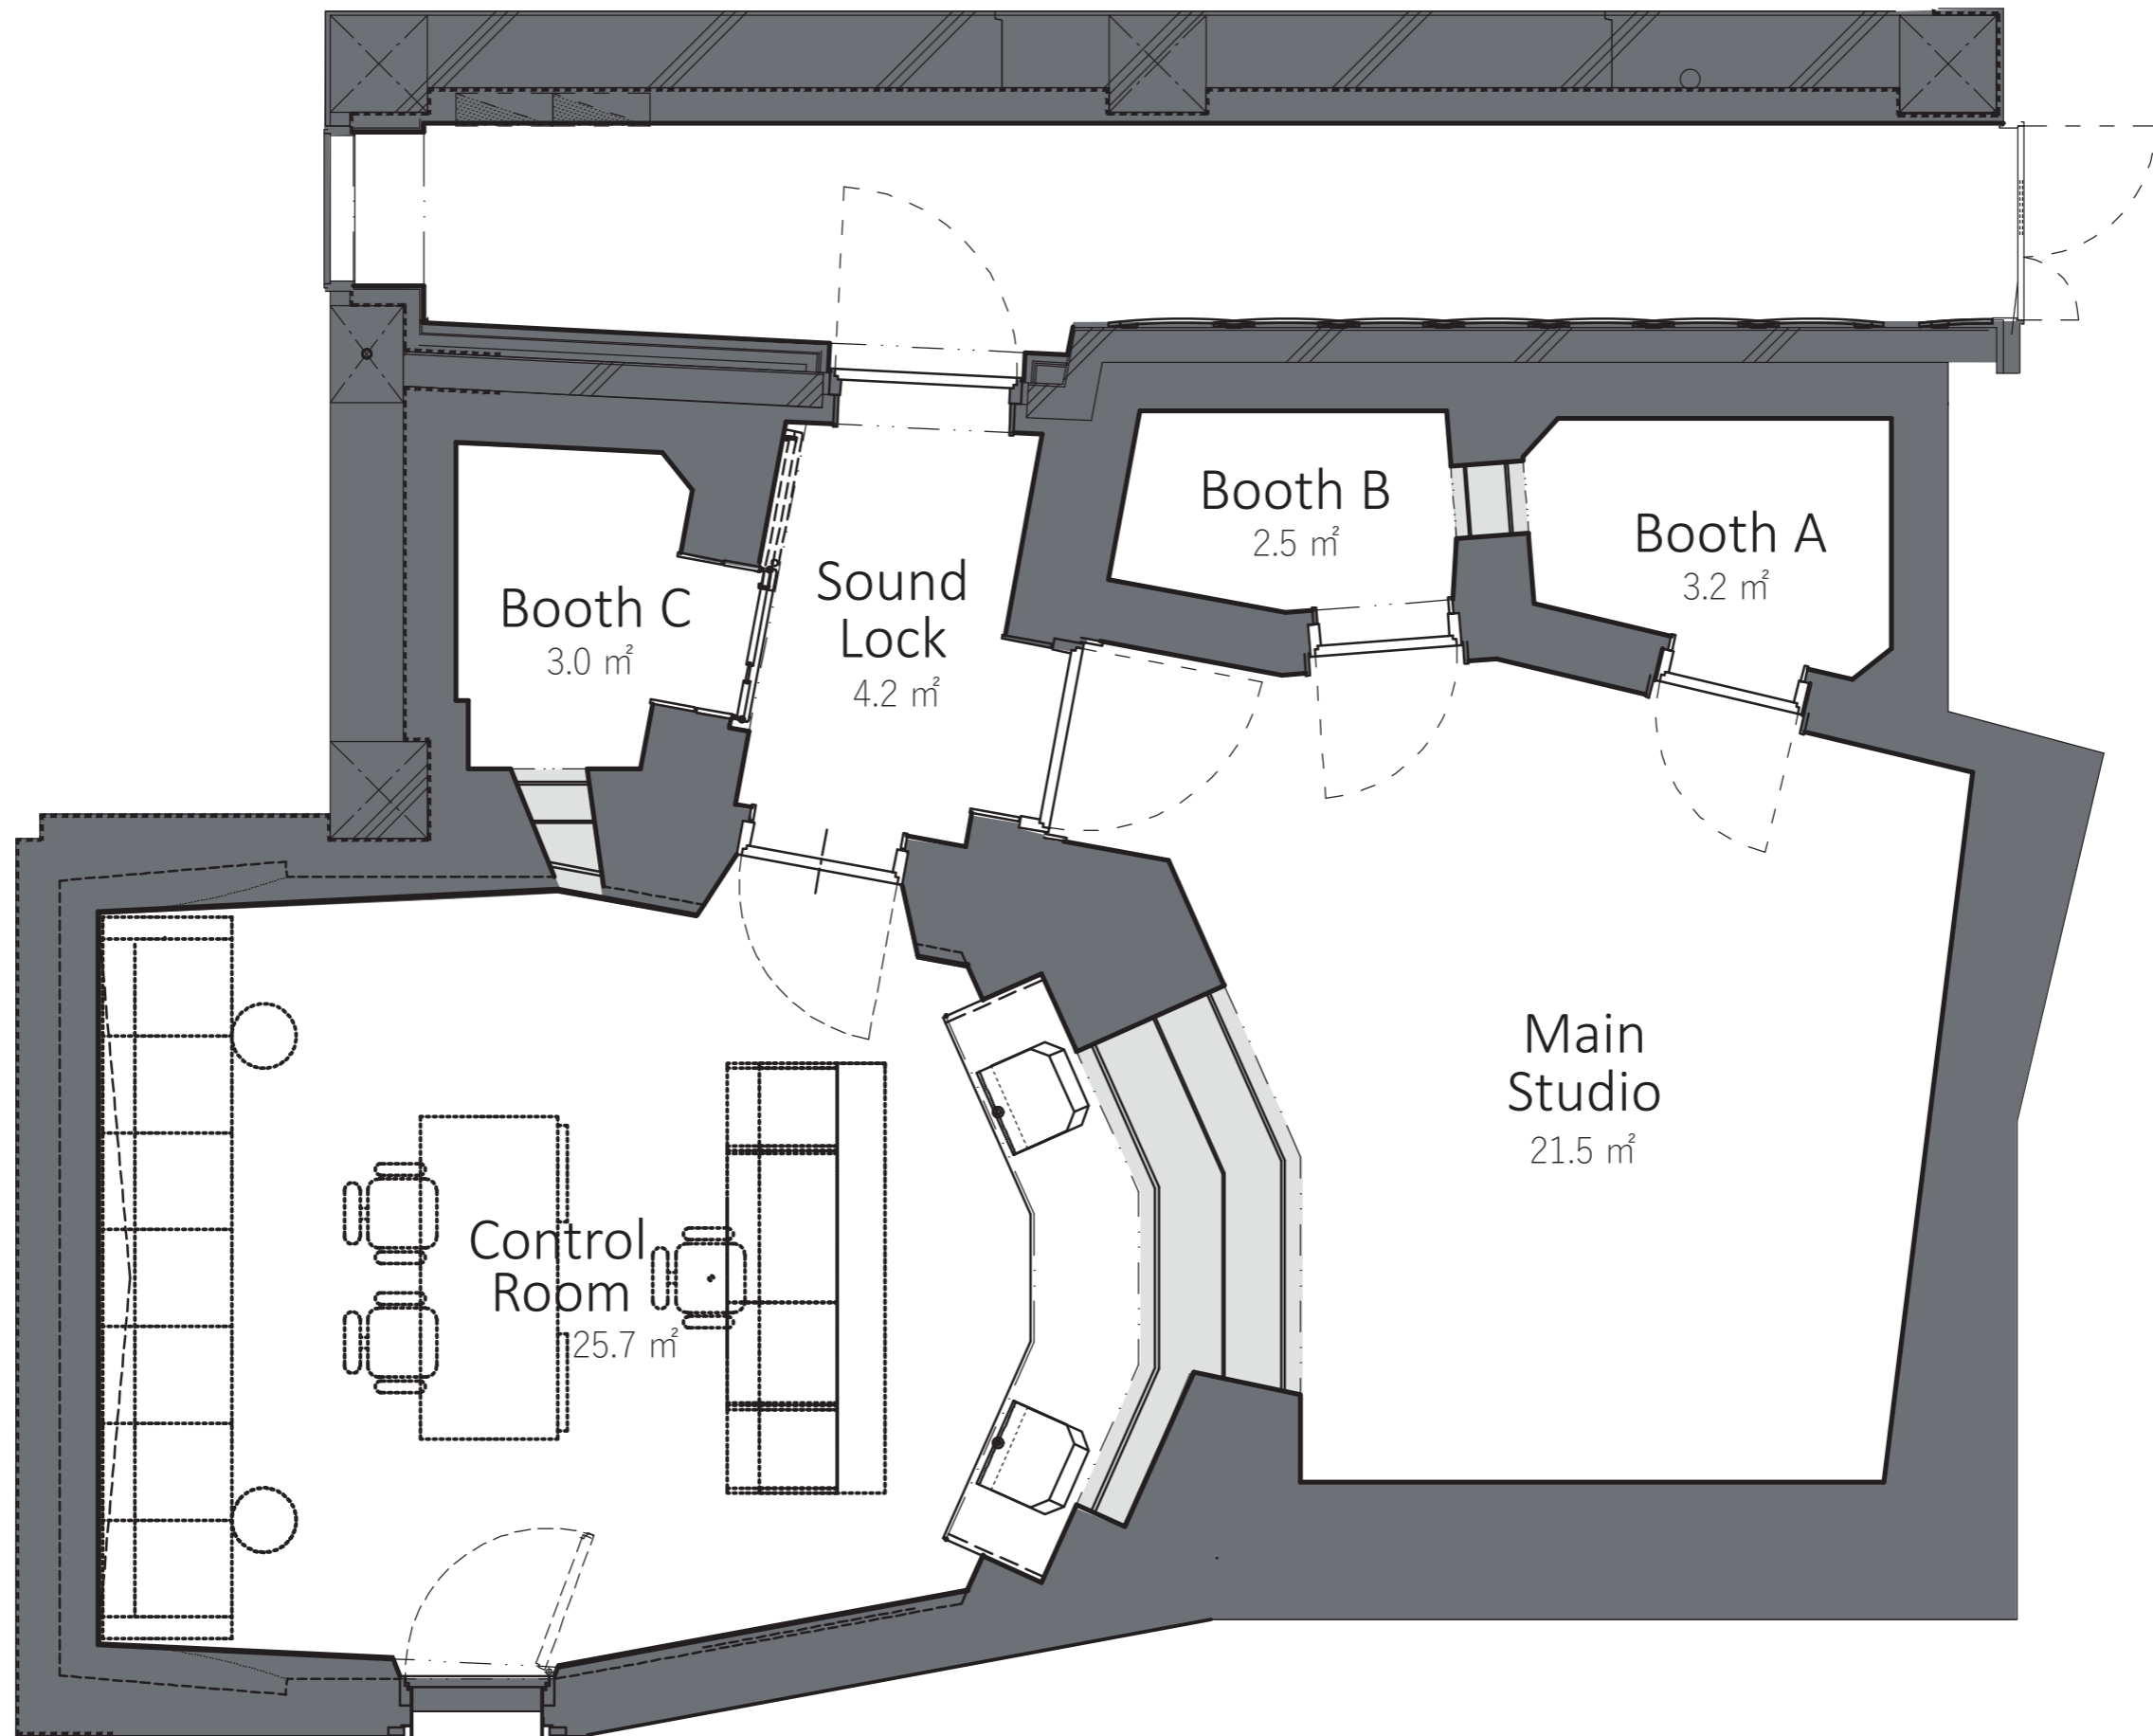 Booth B
2.5 m²
Booth A
3.2 m²
Sound
Lock
4.2 m²
Booth C
3.0 m²
Main
Studio
21.5 m²
Control
Room
25.7 m²